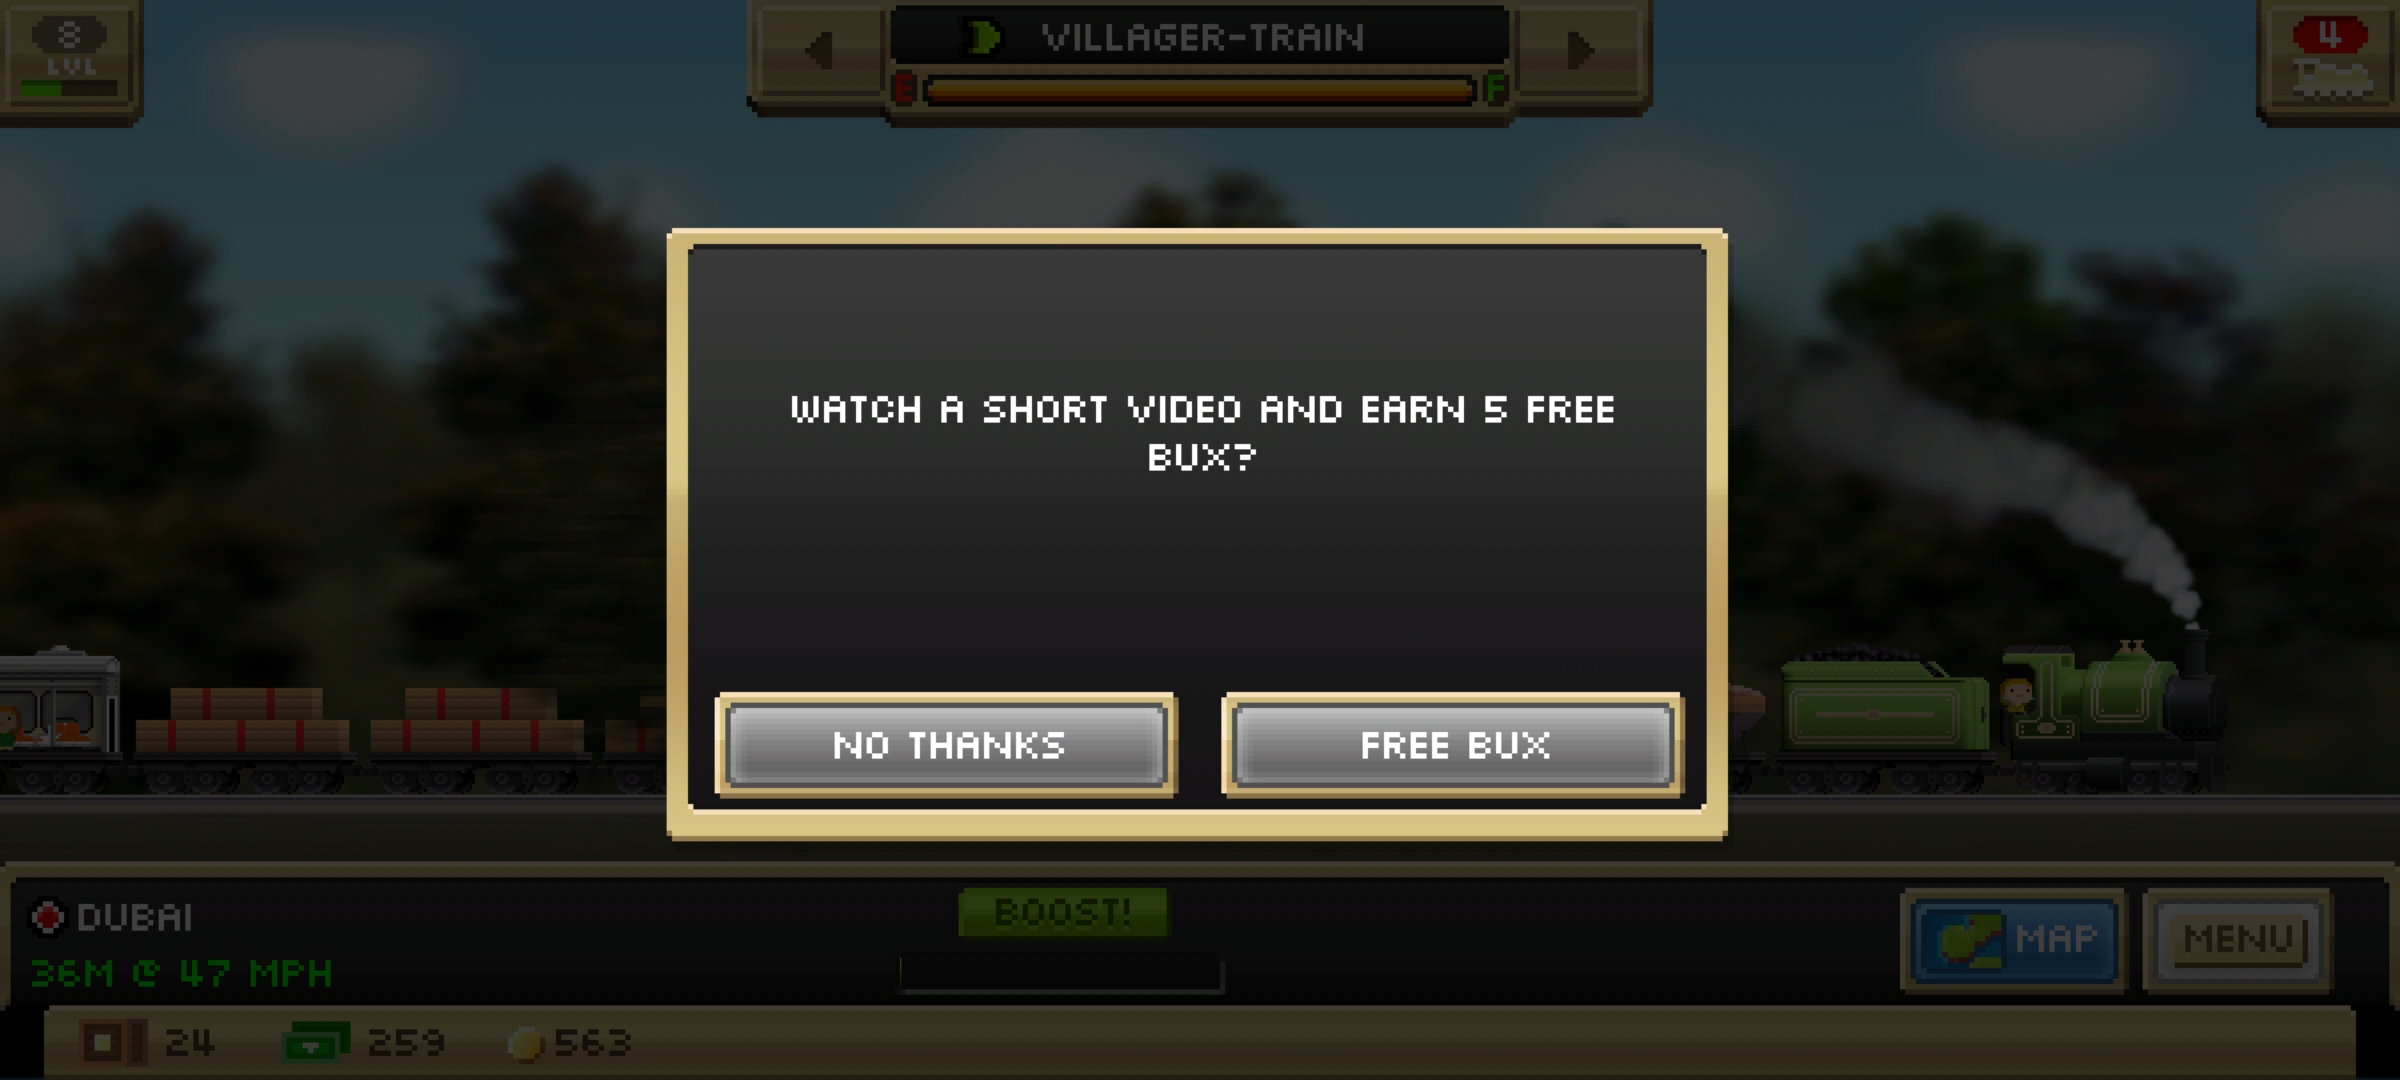 8
LVL
VILLAGER-TRAIN
E F
4
WATCH A SHORT VIDEO AND EARN 5 FREE
BUX?
NO THANKS
FREE BUX
DUBAI
36M @ 47 MPH
BOOST!
MAP
MENU
24
259
563